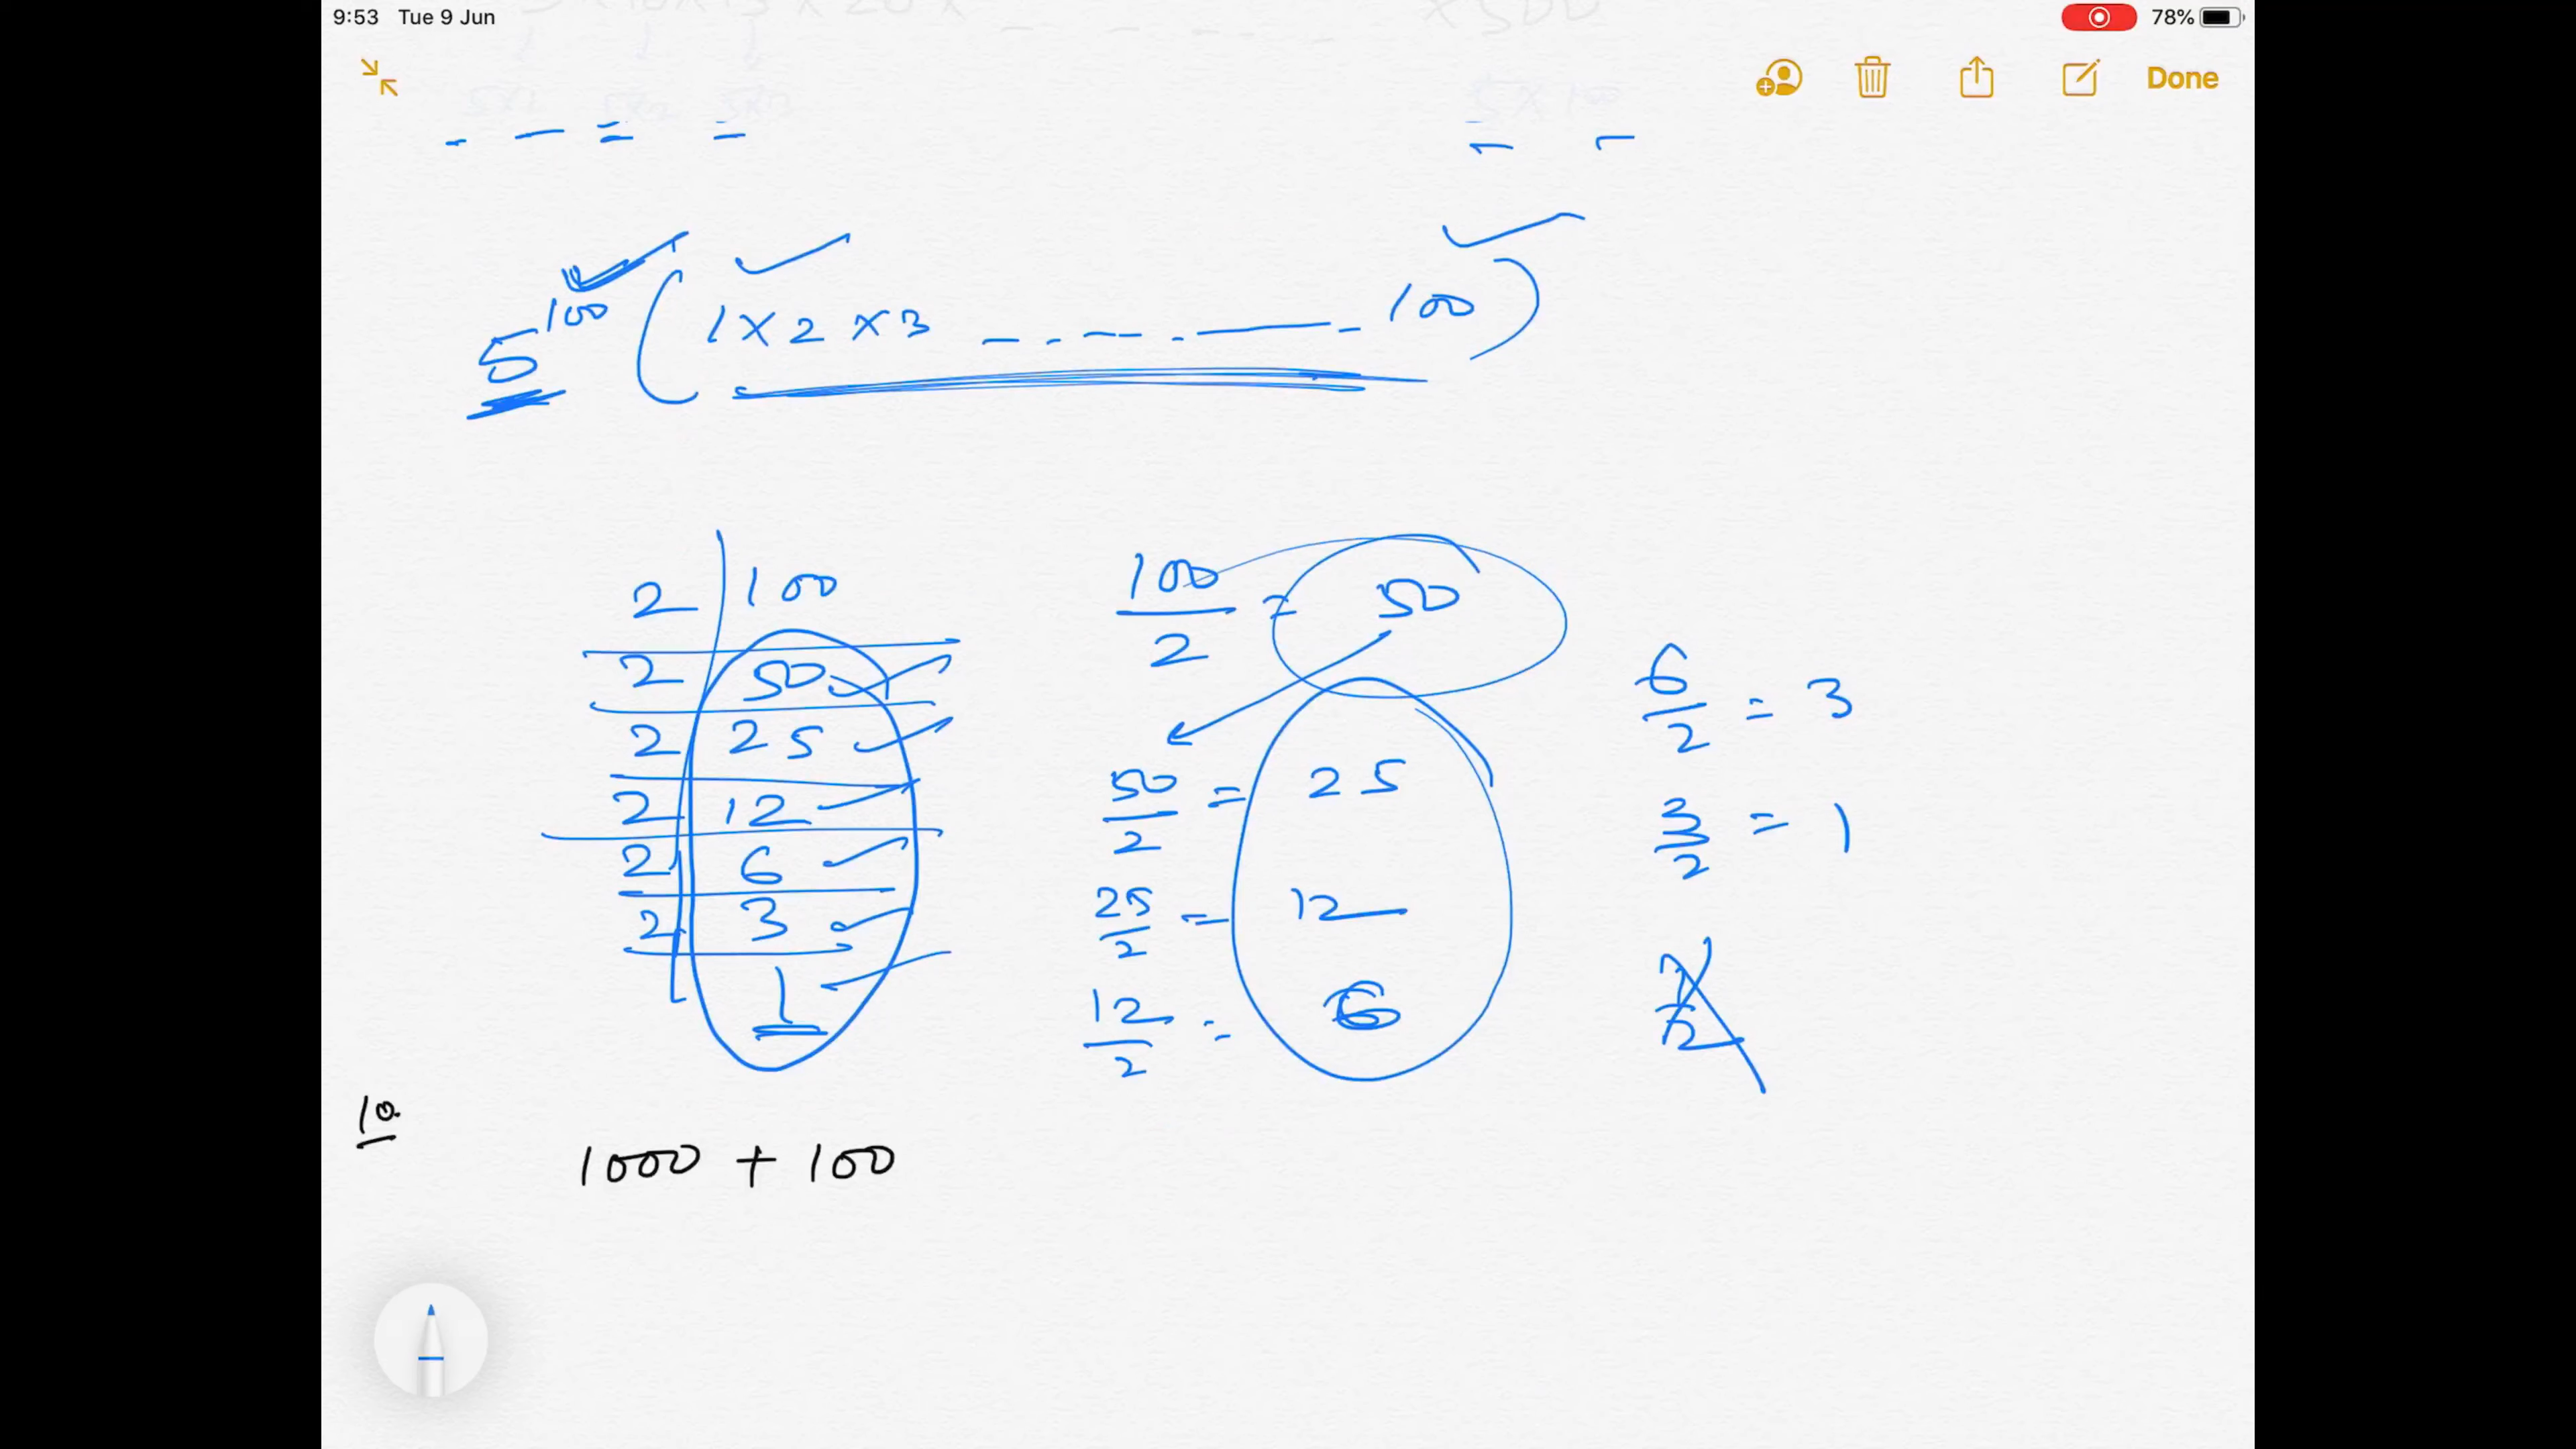 9:53 Tue 9 Jun 78%
Done
5^100 ( 1 X 2 X 3 _ . _ _ . _ _ 100 )
2 | 100
2 | 50
2 | 25
2 | 12
2 | 6
2 | 3
1
100/2 = 50
50/2 = 25
25/2 = 12
12/2 = 6
6/2 = 3
3/2 = 1
10.
1000 + 100